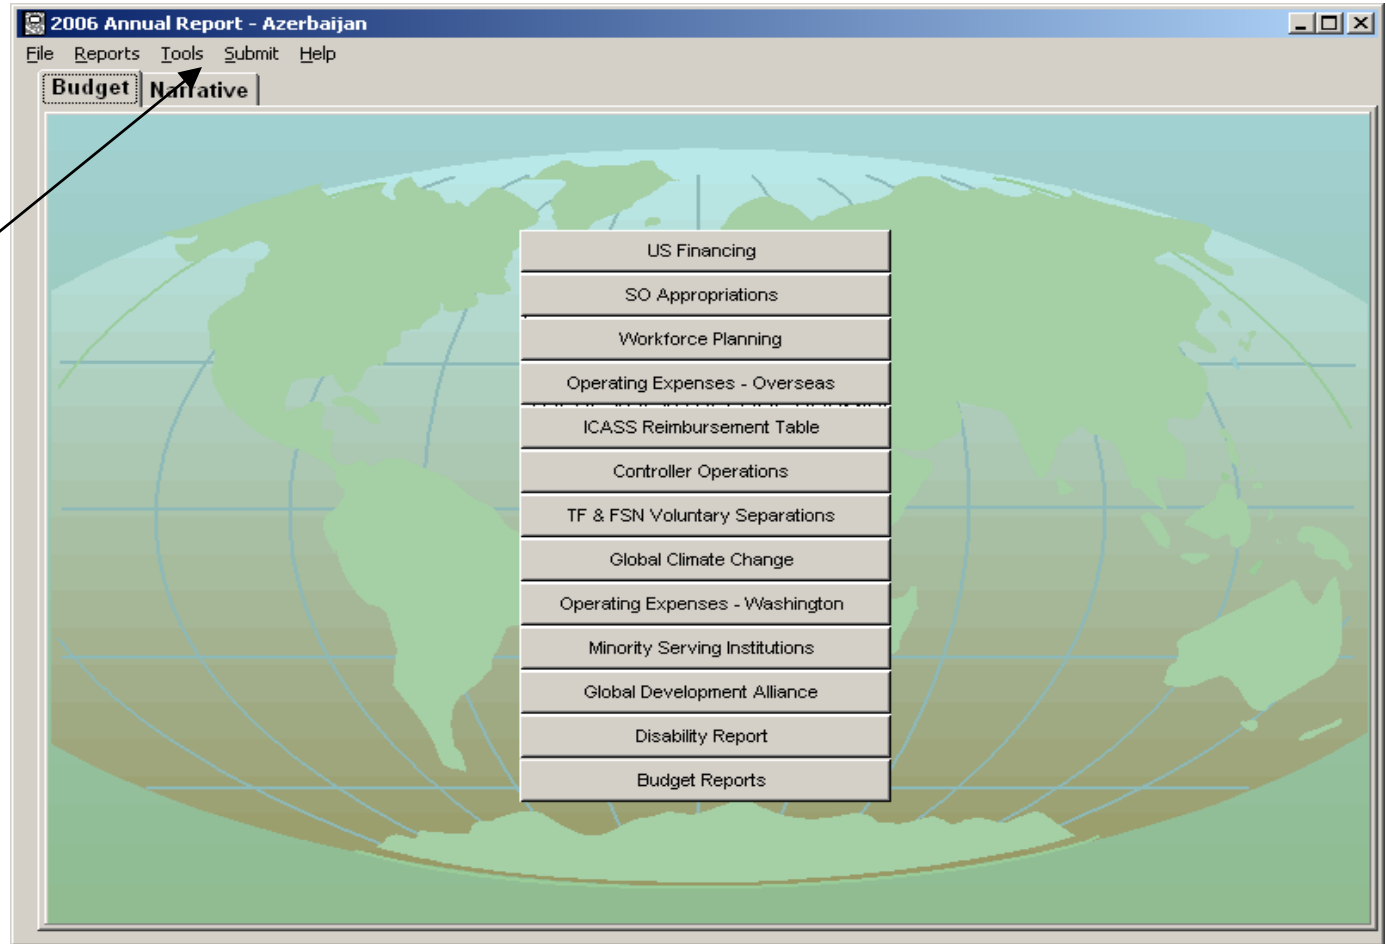 2006 Annual Report - Azerbaijan
File Reports Tools Submit Help
Budget Narrative
US Financing
SO Appropriations
Workforce Planning
Operating Expenses - Overseas
ICASS Reimbursement Table
Controller Operations
TF & FSN Voluntary Separations
Global Climate Change
Operating Expenses - Washington
Minority Serving Institutions
Global Development Alliance
Disability Report
Budget Reports